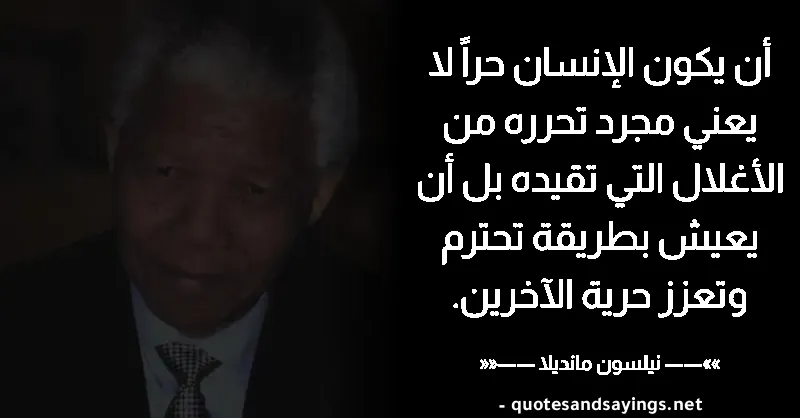 أن يكون الإنسان حراً لا
يعني مجرد تحرره من
الأغلال التي تقيده بل أن
يعيش بطريقة تحترم
وتعزز حرية الآخرين.
»»—— نيلسون مانديلا ——««
- quotesandsayings.net